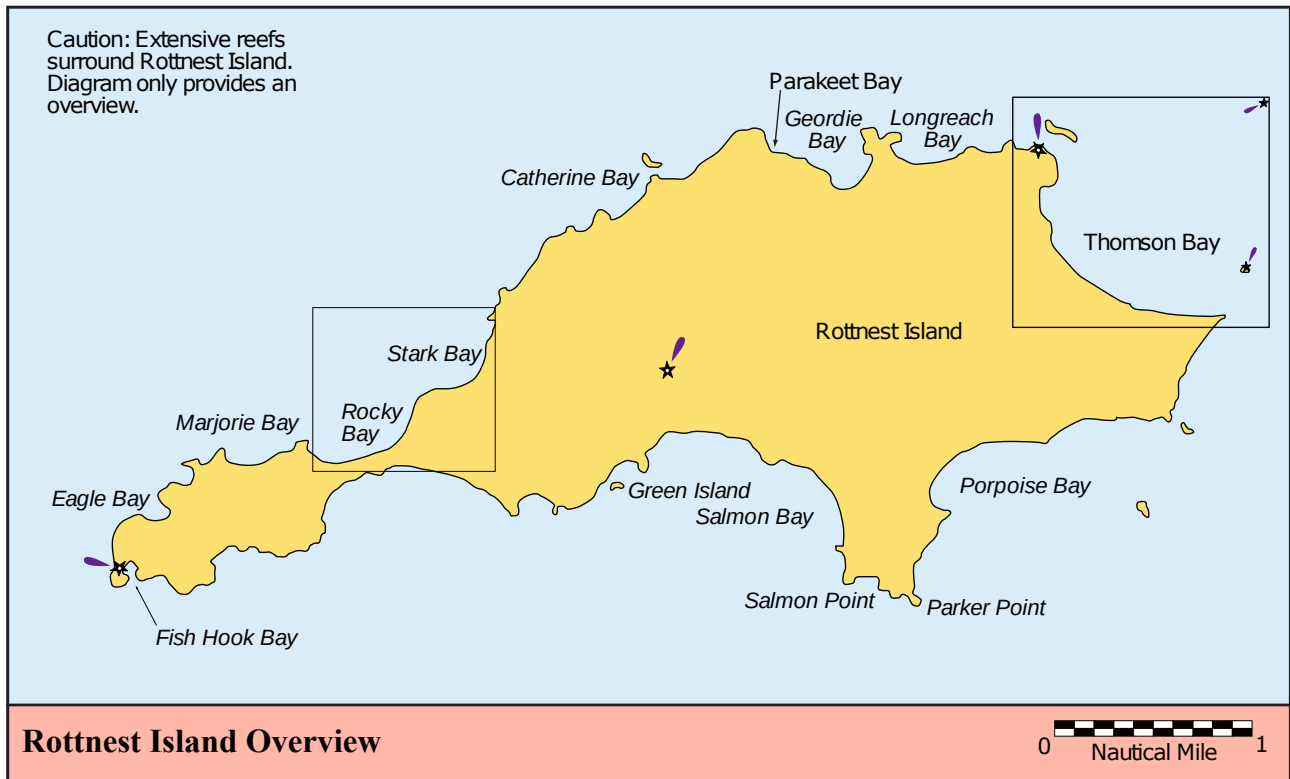 Caution: Extensive reefs
surround Rottnest Island.
Diagram only provides an
overview.
Parakeet Bay
Geordie
Bay
Longreach
Bay
Catherine Bay
Thomson Bay
Rottnest Island
Stark Bay
Rocky
Bay
Marjorie Bay
Eagle Bay
Green Island
Salmon Bay
Porpoise Bay
Salmon Point
Parker Point
Fish Hook Bay
Rottnest Island Overview
0
Nautical Mile
1